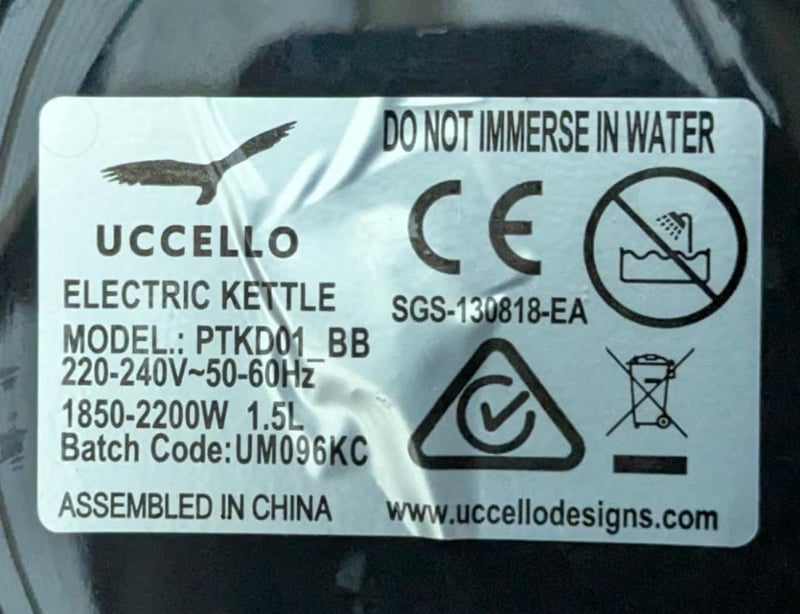 UCCELLO
ELECTRIC KETTLE
MODEL.: PTKD01_BB
220-240V~50-60Hz
1850-2200W 1.5L
Batch Code:UM096KC
ASSEMBLED IN CHINA
DO NOT IMMERSE IN WATER
CE
SGS-130818-EA
www.uccellodesigns.com